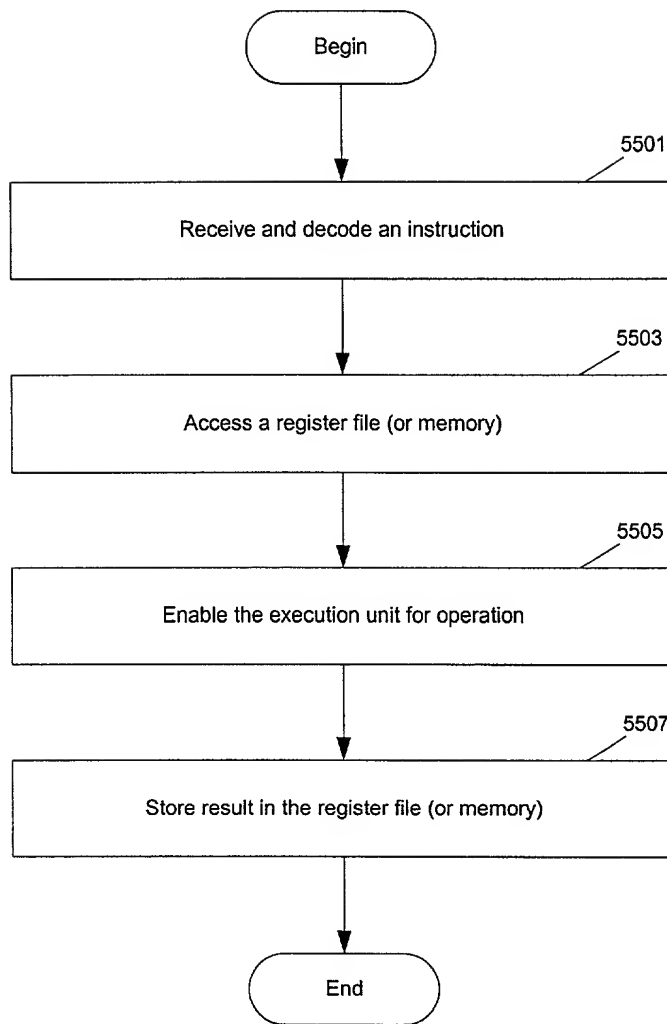 Begin
5501
Receive and decode an instruction
5503
Access a register file (or memory)
5505
Enable the execution unit for operation
5507
Store result in the register file (or memory)
End